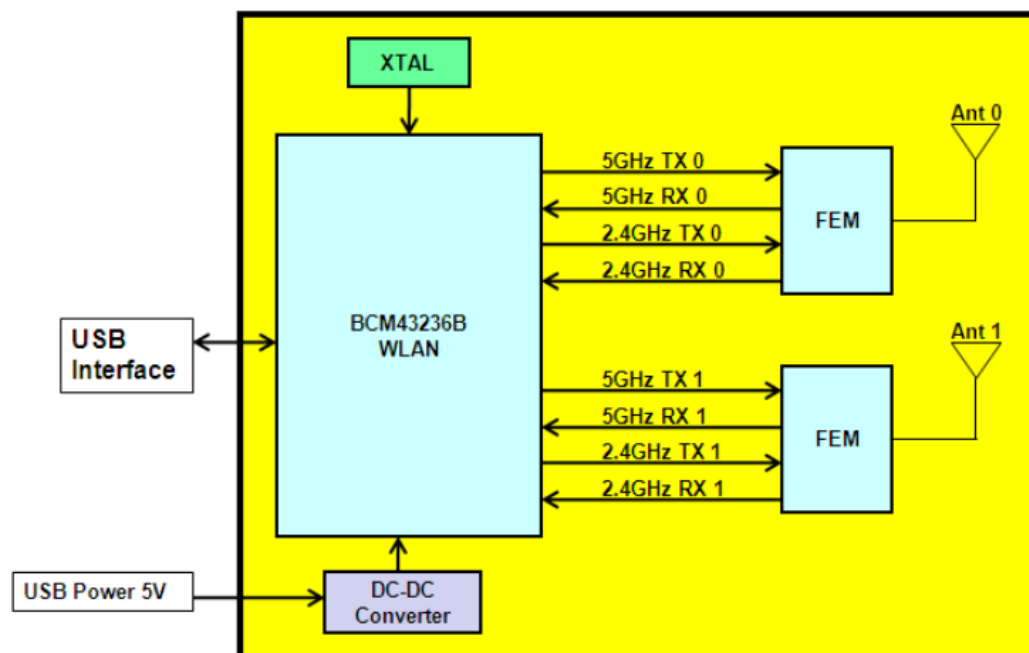 XTAL
Ant 0
5GHz TX 0
5GHz RX 0
2.4GHz TX 0
2.4GHz RX 0
FEM
BCM43236B
WLAN
USB
Interface
Ant 1
5GHz TX 1
5GHz RX 1
2.4GHz TX 1
2.4GHz RX 1
FEM
USB Power 5V
DC-DC
Converter